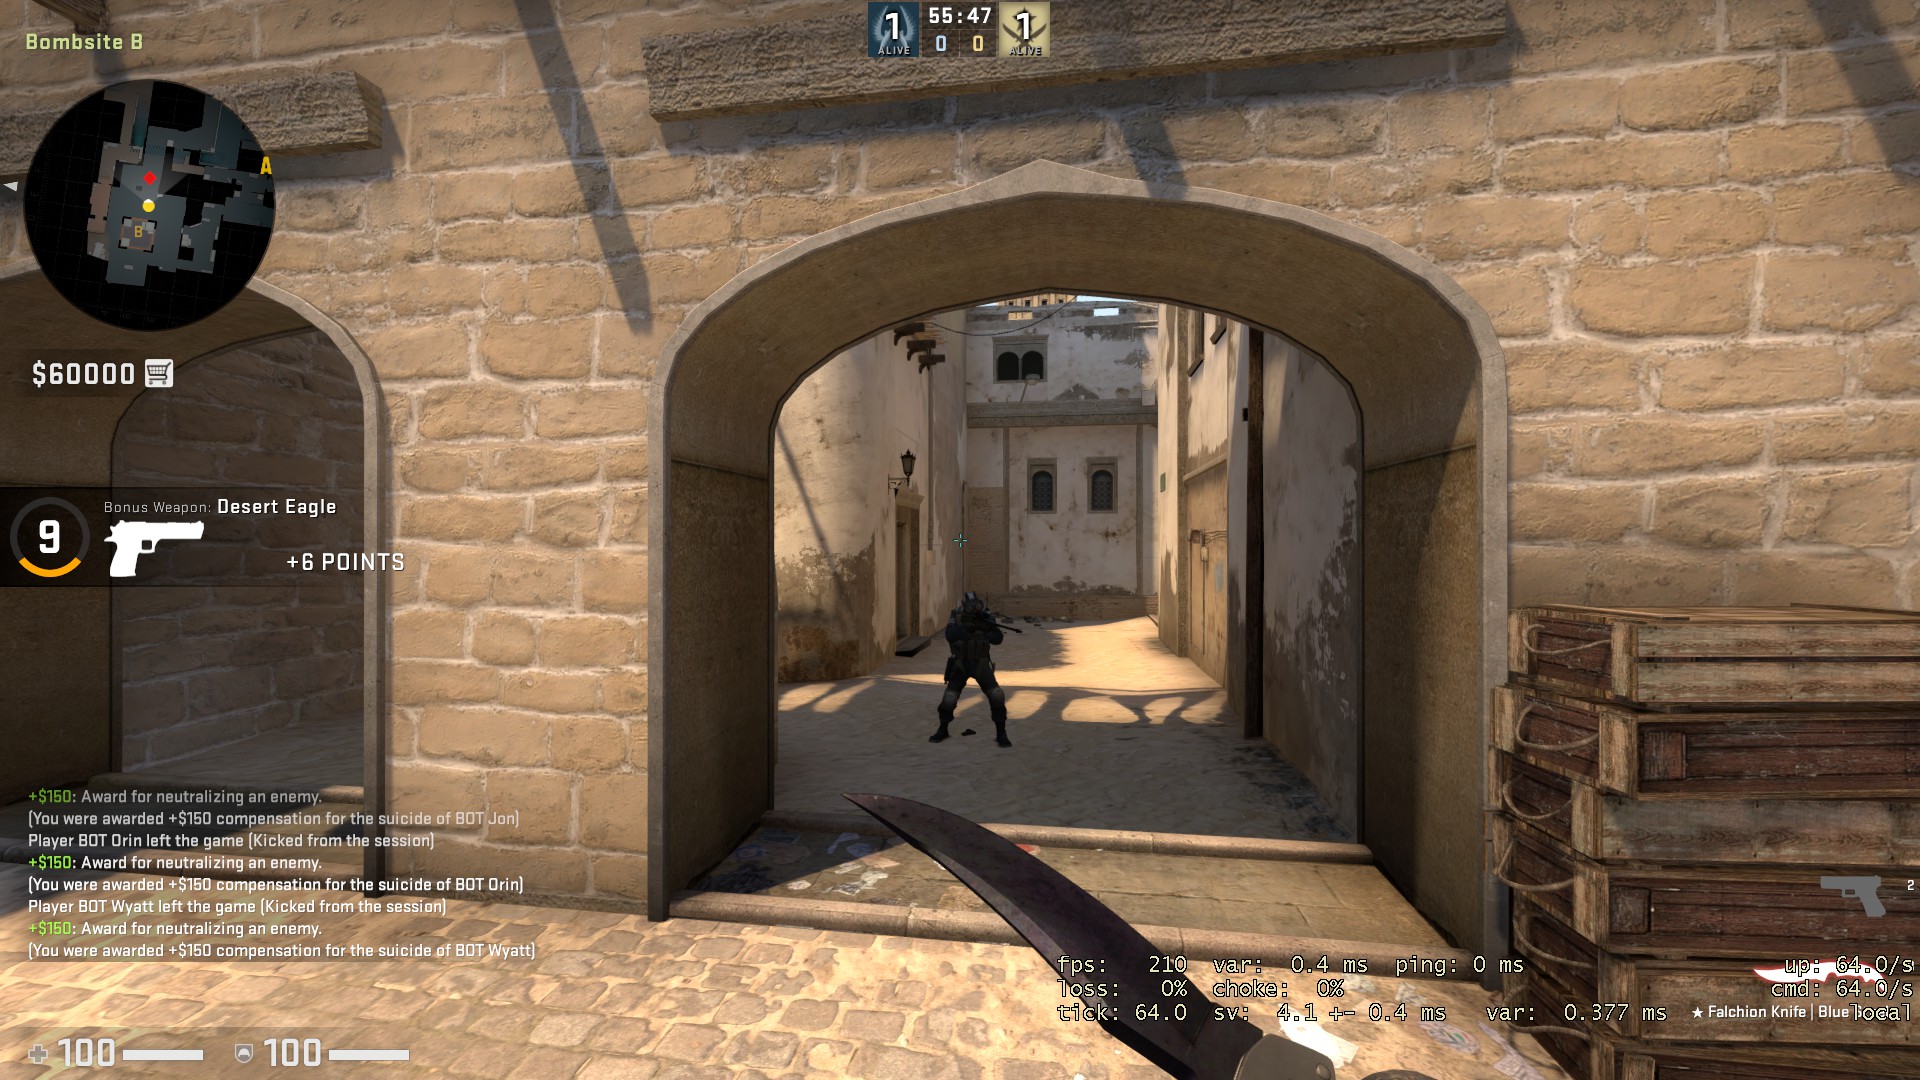 Bombsite B
1 ALIVE
55:47
0 0
1 ALIVE
A
B
$60000
9
Bonus Weapon: Desert Eagle
+6 POINTS
+$150: Award for neutralizing an enemy.
(You were awarded +$150 compensation for the suicide of BOT Jon)
Player BOT Orin left the game (Kicked from the session)
+$150: Award for neutralizing an enemy.
(You were awarded +$150 compensation for the suicide of BOT Orin)
Player BOT Wyatt left the game (Kicked from the session)
+$150: Award for neutralizing an enemy.
(You were awarded +$150 compensation for the suicide of BOT Wyatt)
2
fps: 210 var: 0.4 ms ping: 0 ms up: 64.0/s
loss: 0% choke: 0% cmd: 64.0/s
tick: 64.0 sv: 4.1 +- 0.4 ms var: 0.377 ms local
★ Falchion Knife | Blue
100 100